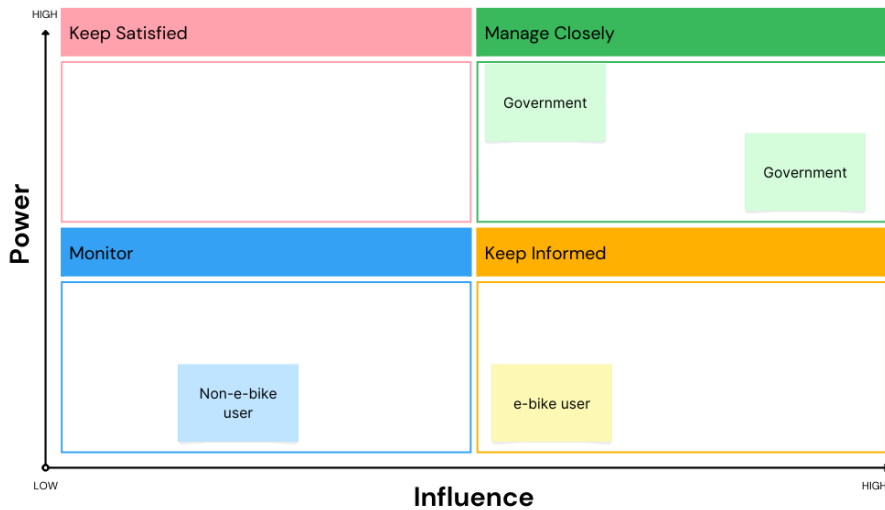 HIGH
Keep Satisfied
Manage Closely
Government
Government
Power
Monitor
Keep Informed
Non-e-bike
user
e-bike user
LOW
Influence
HIGH